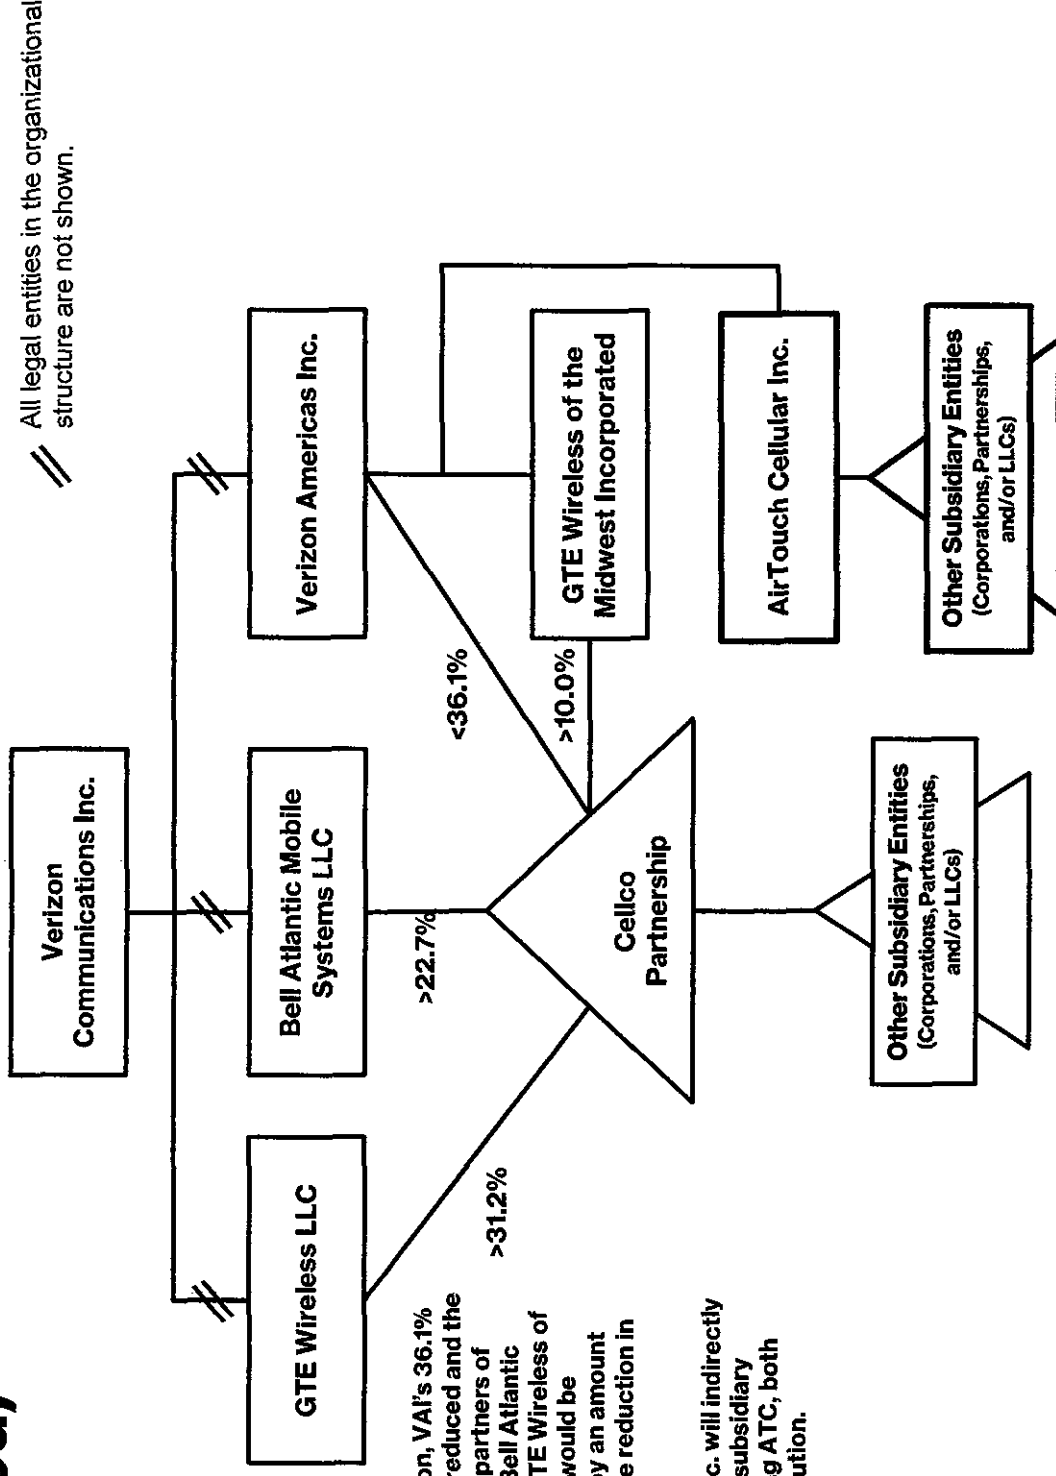 All legal entities in the organizational
structure are not shown.
Verizon
Communications Inc.
GTE Wireless LLC
Bell Atlantic Mobile
Systems LLC
Verizon Americas Inc.
>31.2%
>22.7%
<36.1%
>10.0%
GTE Wireless of the
Midwest Incorporated
Cellco
Partnership
AirTouch Cellular Inc.
Other Subsidiary Entities
(Corporations, Partnerships,
and/or LLCs)
Other Subsidiary Entities
(Corporations, Partnerships,
and/or LLCs)
on, VAI's 36.1%
reduced and the
partners of
Bell Atlantic
TE Wireless of
would be
by an amount
e reduction in
c. will indirectly
subsidiary
g ATC, both
ution.